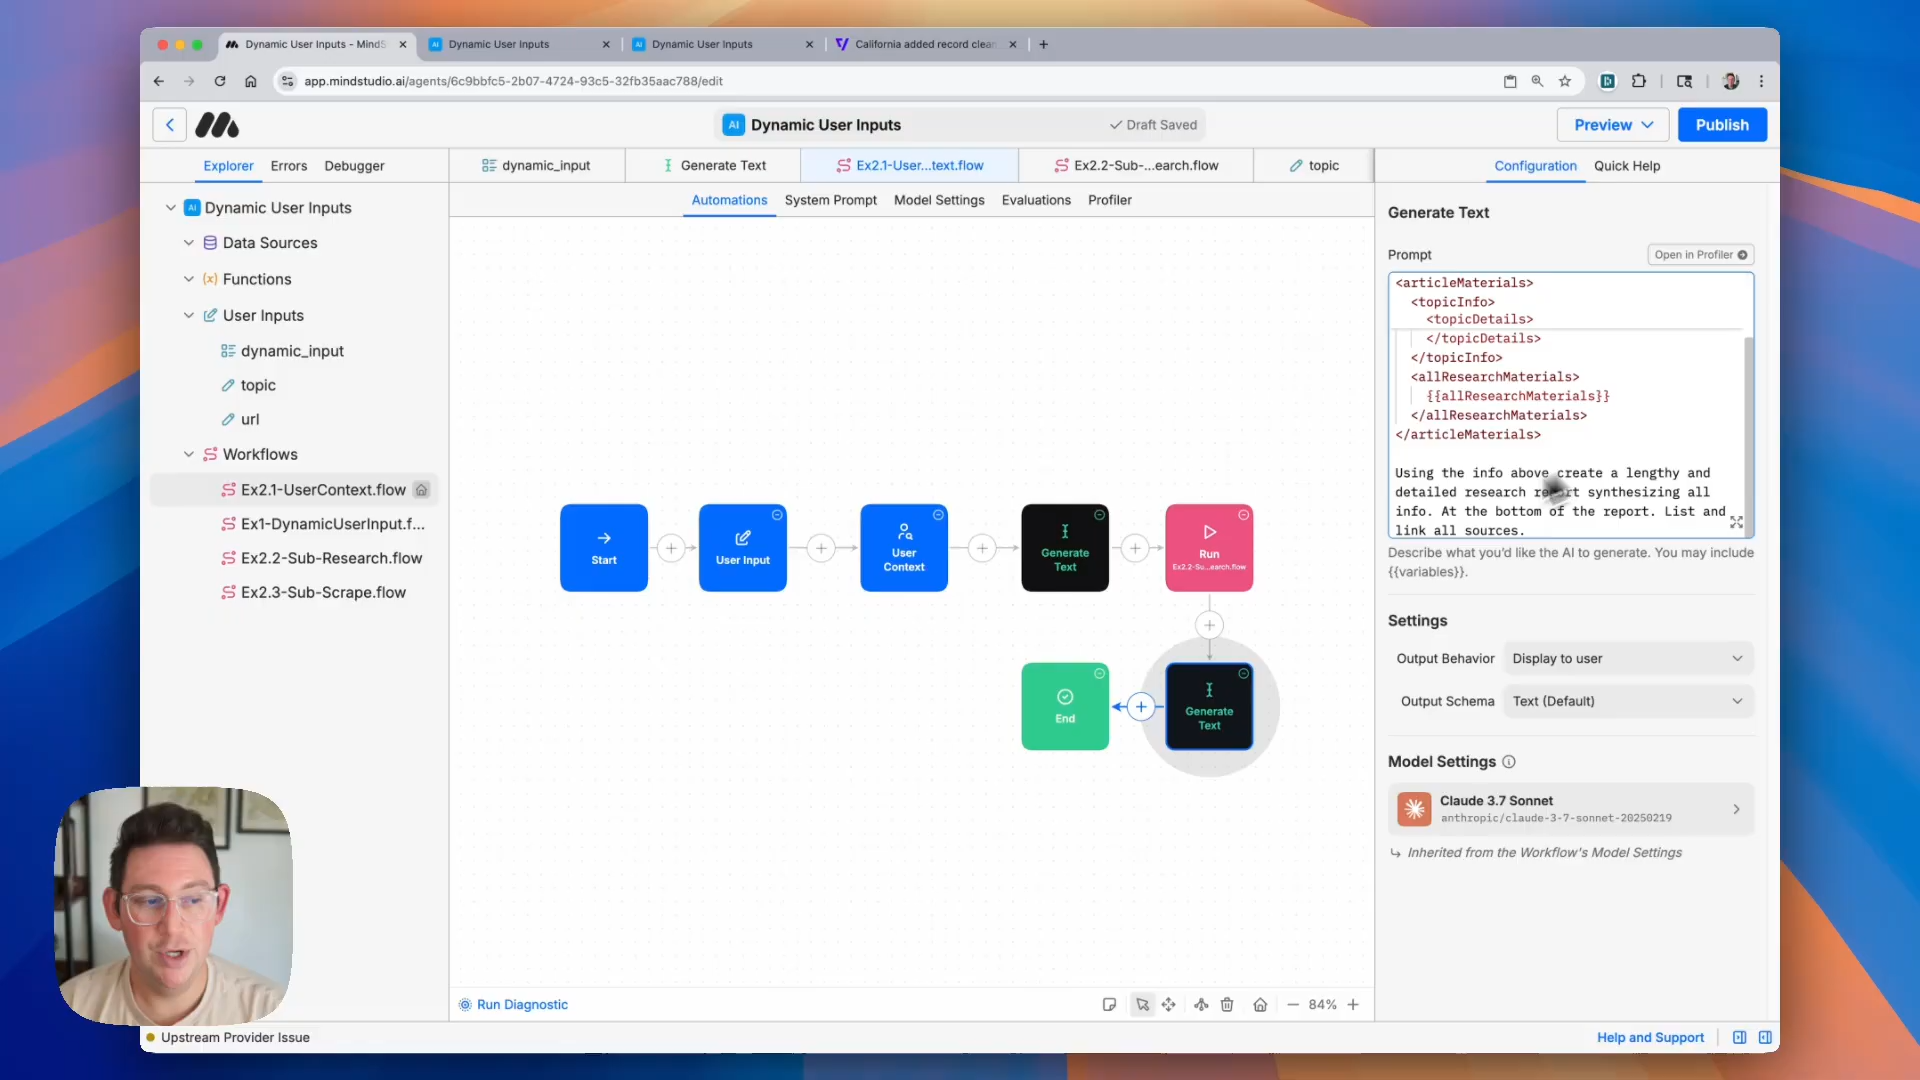 Dynamic User Inputs - MindS
Dynamic User Inputs
Dynamic User Inputs
California added record clea
app.mindstudio.ai/agents/6c9bbfc5-2b07-4724-93c5-32fb35aac788/edit
AI Dynamic User Inputs
Draft Saved
Preview
Publish
Explorer Errors Debugger
dynamic_input
Generate Text
Ex2.1-User...text.flow
Ex2.2-Sub-...earch.flow
topic
Configuration Quick Help
Automations System Prompt Model Settings Evaluations Profiler
AI Dynamic User Inputs
Data Sources
Functions
User Inputs
dynamic_input
topic
url
Workflows
Ex2.1-UserContext.flow
Ex1-DynamicUserInput.f...
Ex2.2-Sub-Research.flow
Ex2.3-Sub-Scrape.flow
Start
User Input
User
Context
Generate
Text
Run
Ex2.2-Su...earch.flow
End
Generate
Text
Generate Text
Prompt
Open in Profiler
<articleMaterials>
<topicInfo>
<topicDetails>
</topicDetails>
</topicInfo>
<allResearchMaterials>
{{allResearchMaterials}}
</allResearchMaterials>
</articleMaterials>
Using the info above create a lengthy and
detailed research report synthesizing all
info. At the bottom of the report. List and
link all sources.
Describe what you'd like the AI to generate. You may include
{{variables}}.
Settings
Output Behavior Display to user
Output Schema Text (Default)
Model Settings
Claude 3.7 Sonnet
anthropic/claude-3-7-sonnet-20250219
Inherited from the Workflow's Model Settings
Run Diagnostic
84%
Upstream Provider Issue
Help and Support